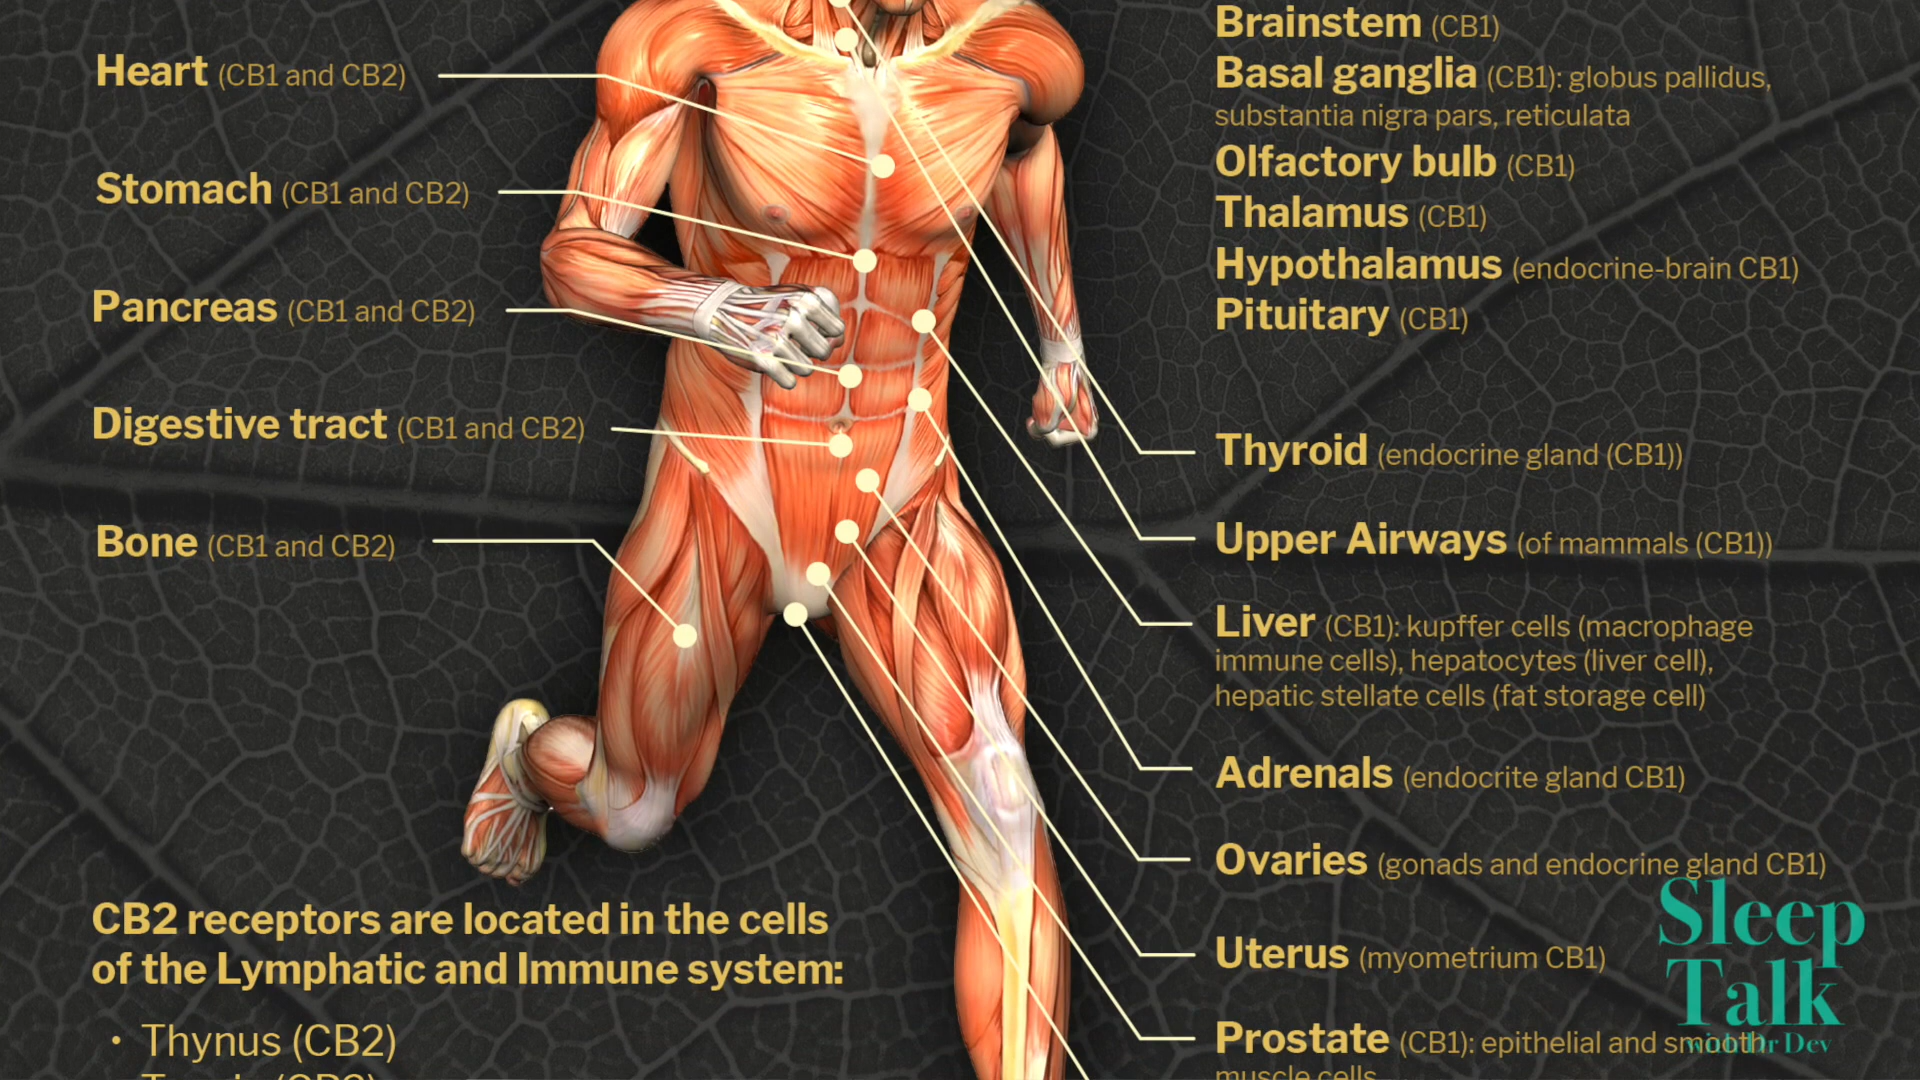 Heart (CB1 and CB2)
Stomach (CB1 and CB2)
Pancreas (CB1 and CB2)
Digestive tract (CB1 and CB2)
Bone (CB1 and CB2)
CB2 receptors are located in the cells
of the Lymphatic and Immune system:
• Thynus (CB2)
Brainstem (CB1)
Basal ganglia (CB1): globus pallidus,
substantia nigra pars, reticulata
Olfactory bulb (CB1)
Thalamus (CB1)
Hypothalamus (endocrine-brain CB1)
Pituitary (CB1)
Thyroid (endocrine gland (CB1))
Upper Airways (of mammals (CB1))
Liver (CB1): kupffer cells (macrophage
immune cells), hepatocytes (liver cell),
hepatic stellate cells (fat storage cell)
Adrenals (endocrite gland CB1)
Ovaries (gonads and endocrine gland CB1)
Uterus (myometrium CB1)
Prostate (CB1): epithelial and smooth
muscle cells
Sleep
Talk
with Dr Dev